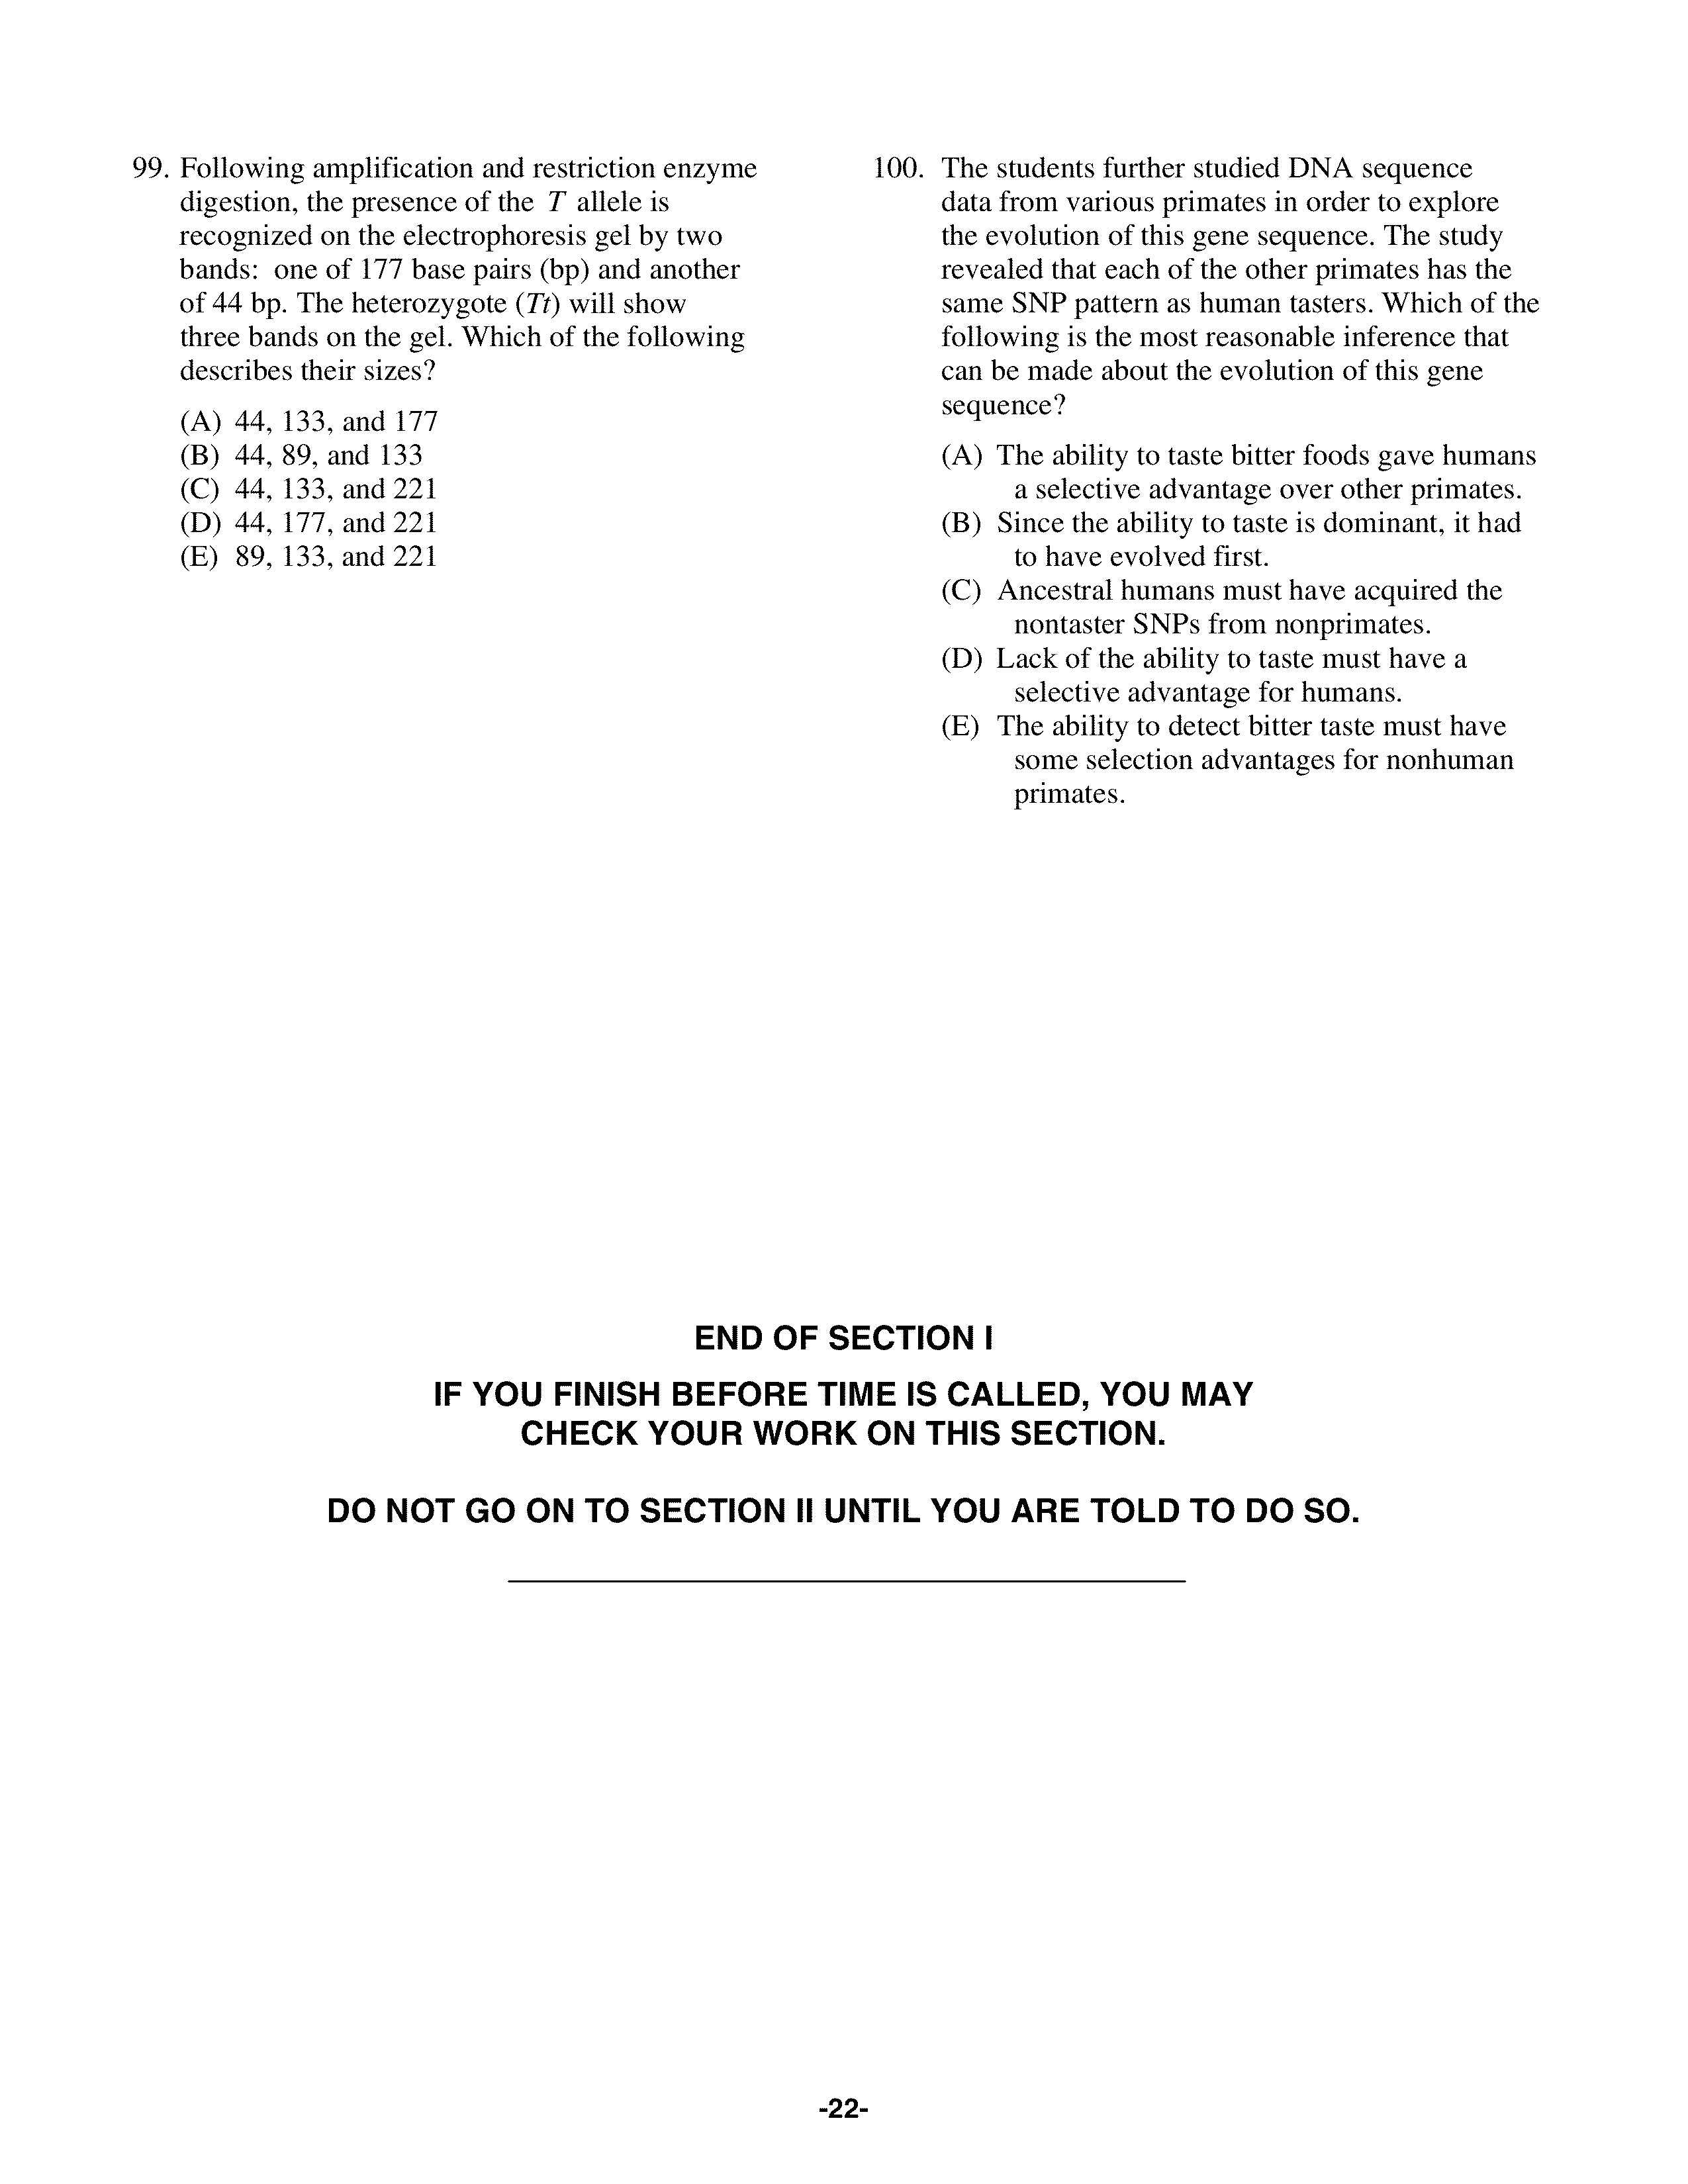 99. Following amplification and restriction enzyme
digestion, the presence of the T allele is
recognized on the electrophoresis gel by two
bands: one of 177 base pairs (bp) and another
of 44 bp. The heterozygote (Tt) will show
three bands on the gel. Which of the following
describes their sizes?
(A) 44, 133, and 177
(B) 44, 89, and 133
(C) 44, 133, and 221
(D) 44, 177, and 221
(E) 89, 133, and 221
100. The students further studied DNA sequence
data from various primates in order to explore
the evolution of this gene sequence. The study
revealed that each of the other primates has the
same SNP pattern as human tasters. Which of the
following is the most reasonable inference that
can be made about the evolution of this gene
sequence?
(A) The ability to taste bitter foods gave humans
a selective advantage over other primates.
(B) Since the ability to taste is dominant, it had
to have evolved first.
(C) Ancestral humans must have acquired the
nontaster SNPs from nonprimates.
(D) Lack of the ability to taste must have a
selective advantage for humans.
(E) The ability to detect bitter taste must have
some selection advantages for nonhuman
primates.
END OF SECTION I
IF YOU FINISH BEFORE TIME IS CALLED, YOU MAY
CHECK YOUR WORK ON THIS SECTION.
DO NOT GO ON TO SECTION II UNTIL YOU ARE TOLD TO DO SO.
-22-